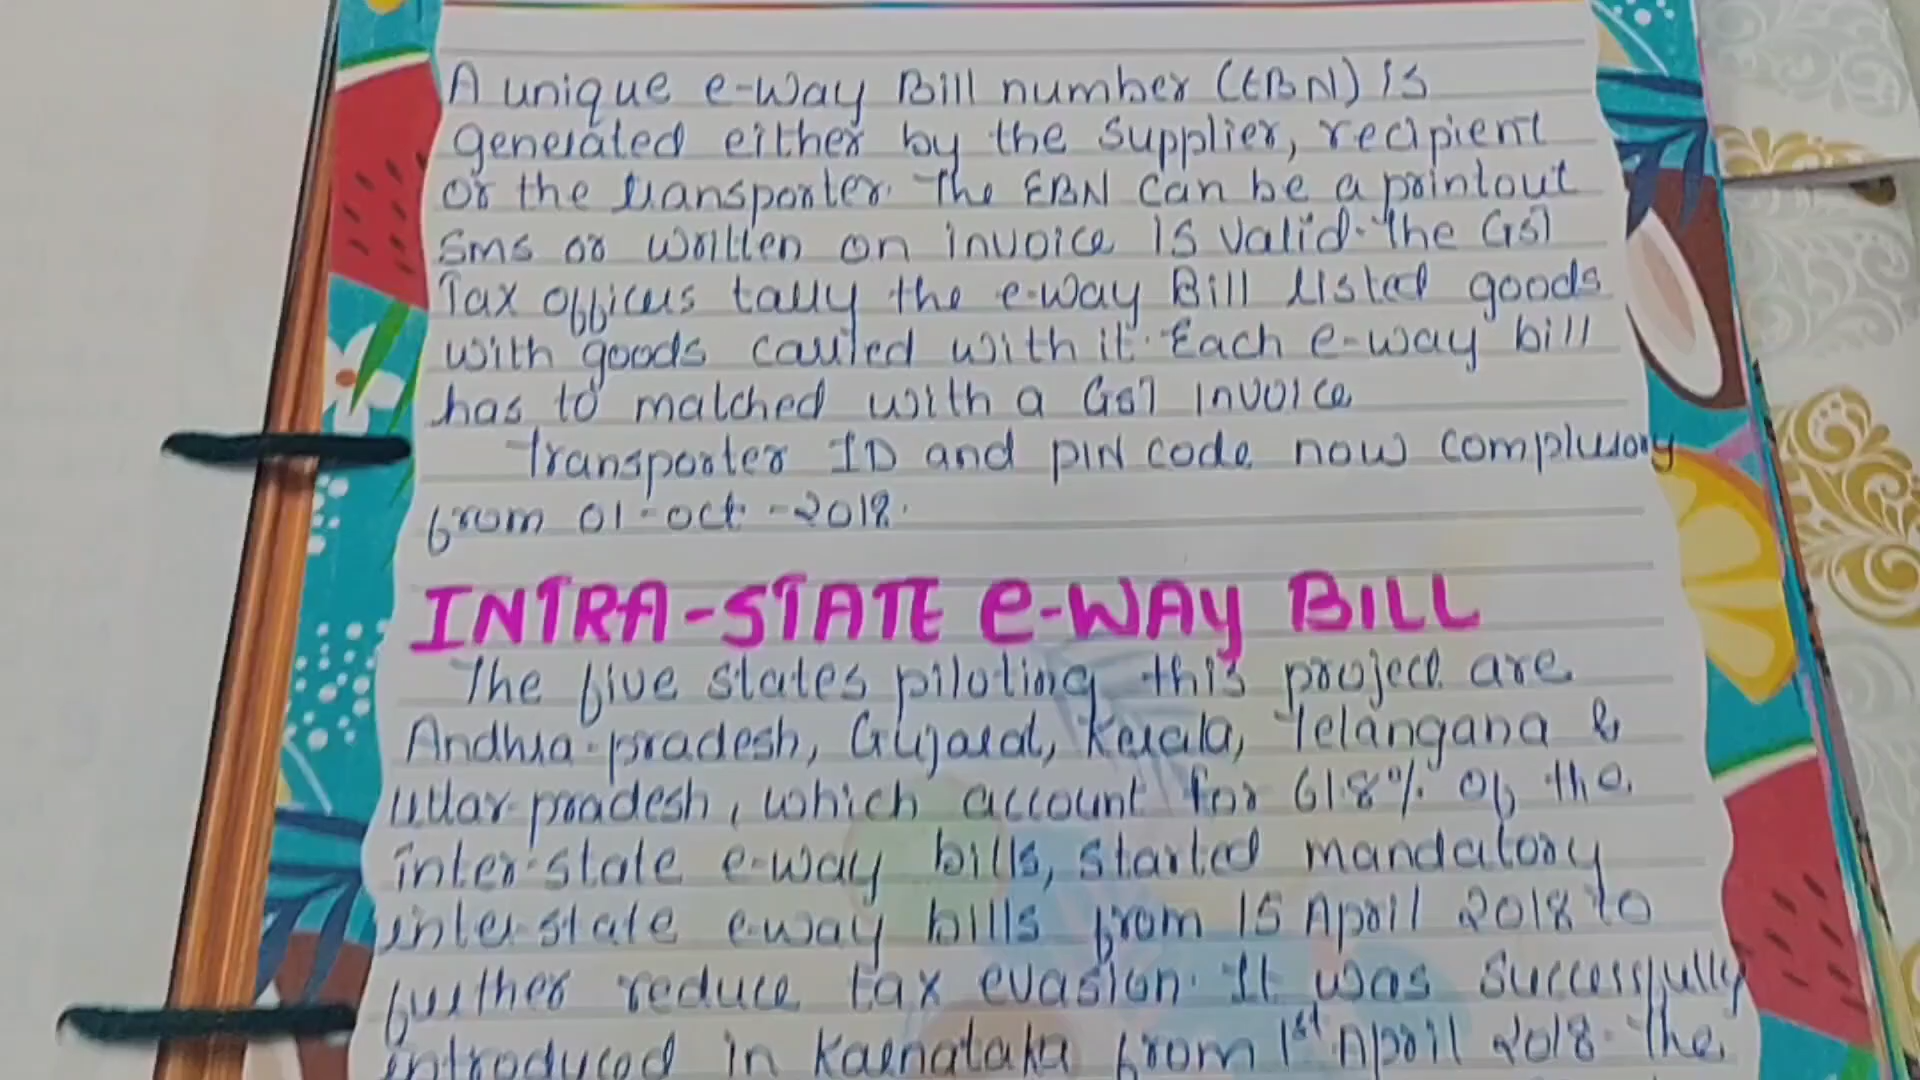 A unique e-way Bill number (EBN) is
generated either by the supplier, recipient
or the transporter. The EBN can be a printout
sms or written on invoice is valid. The GST
Tax officers tally the e-way Bill listed goods
with goods carried with it. Each e-way bill
has to matched with a GST invoice
Transporter ID and PIN code now complusory
from 01-oct-2018.
INTRA-STATE e-WAY BILL
The five states piloting this project are
Andhra-pradesh, Gujarat, Kerala, Telangana &
Uttar-pradesh, which account for 61.8% of the
inter-state e-way bills, started mandatory
inter-state eway bills from 15 April 2018 to
further reduce tax evasion. It was successfully
introduced in Karnataka from 1st April 2018. The